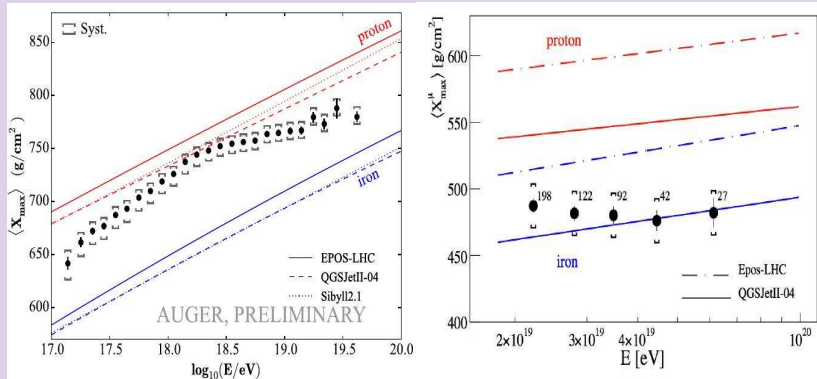 850
800
750
700
650
600
⟨X_max⟩ (g/cm²)
Syst.
proton
iron
EPOS-LHC
QGSJetII-04
Sibyll2.1
AUGER, PRELIMINARY
17.0 17.5 18.0 18.5 19.0 19.5 20.0
log₁₀(E/eV)
600
550
500
450
400
⟨X^μ_max⟩ [g/cm²]
proton
198 122 92 42 27
iron
Epos-LHC
QGSJetII-04
2×10¹⁹ 3×10¹⁹ 4×10¹⁹ 10²⁰
E [eV]